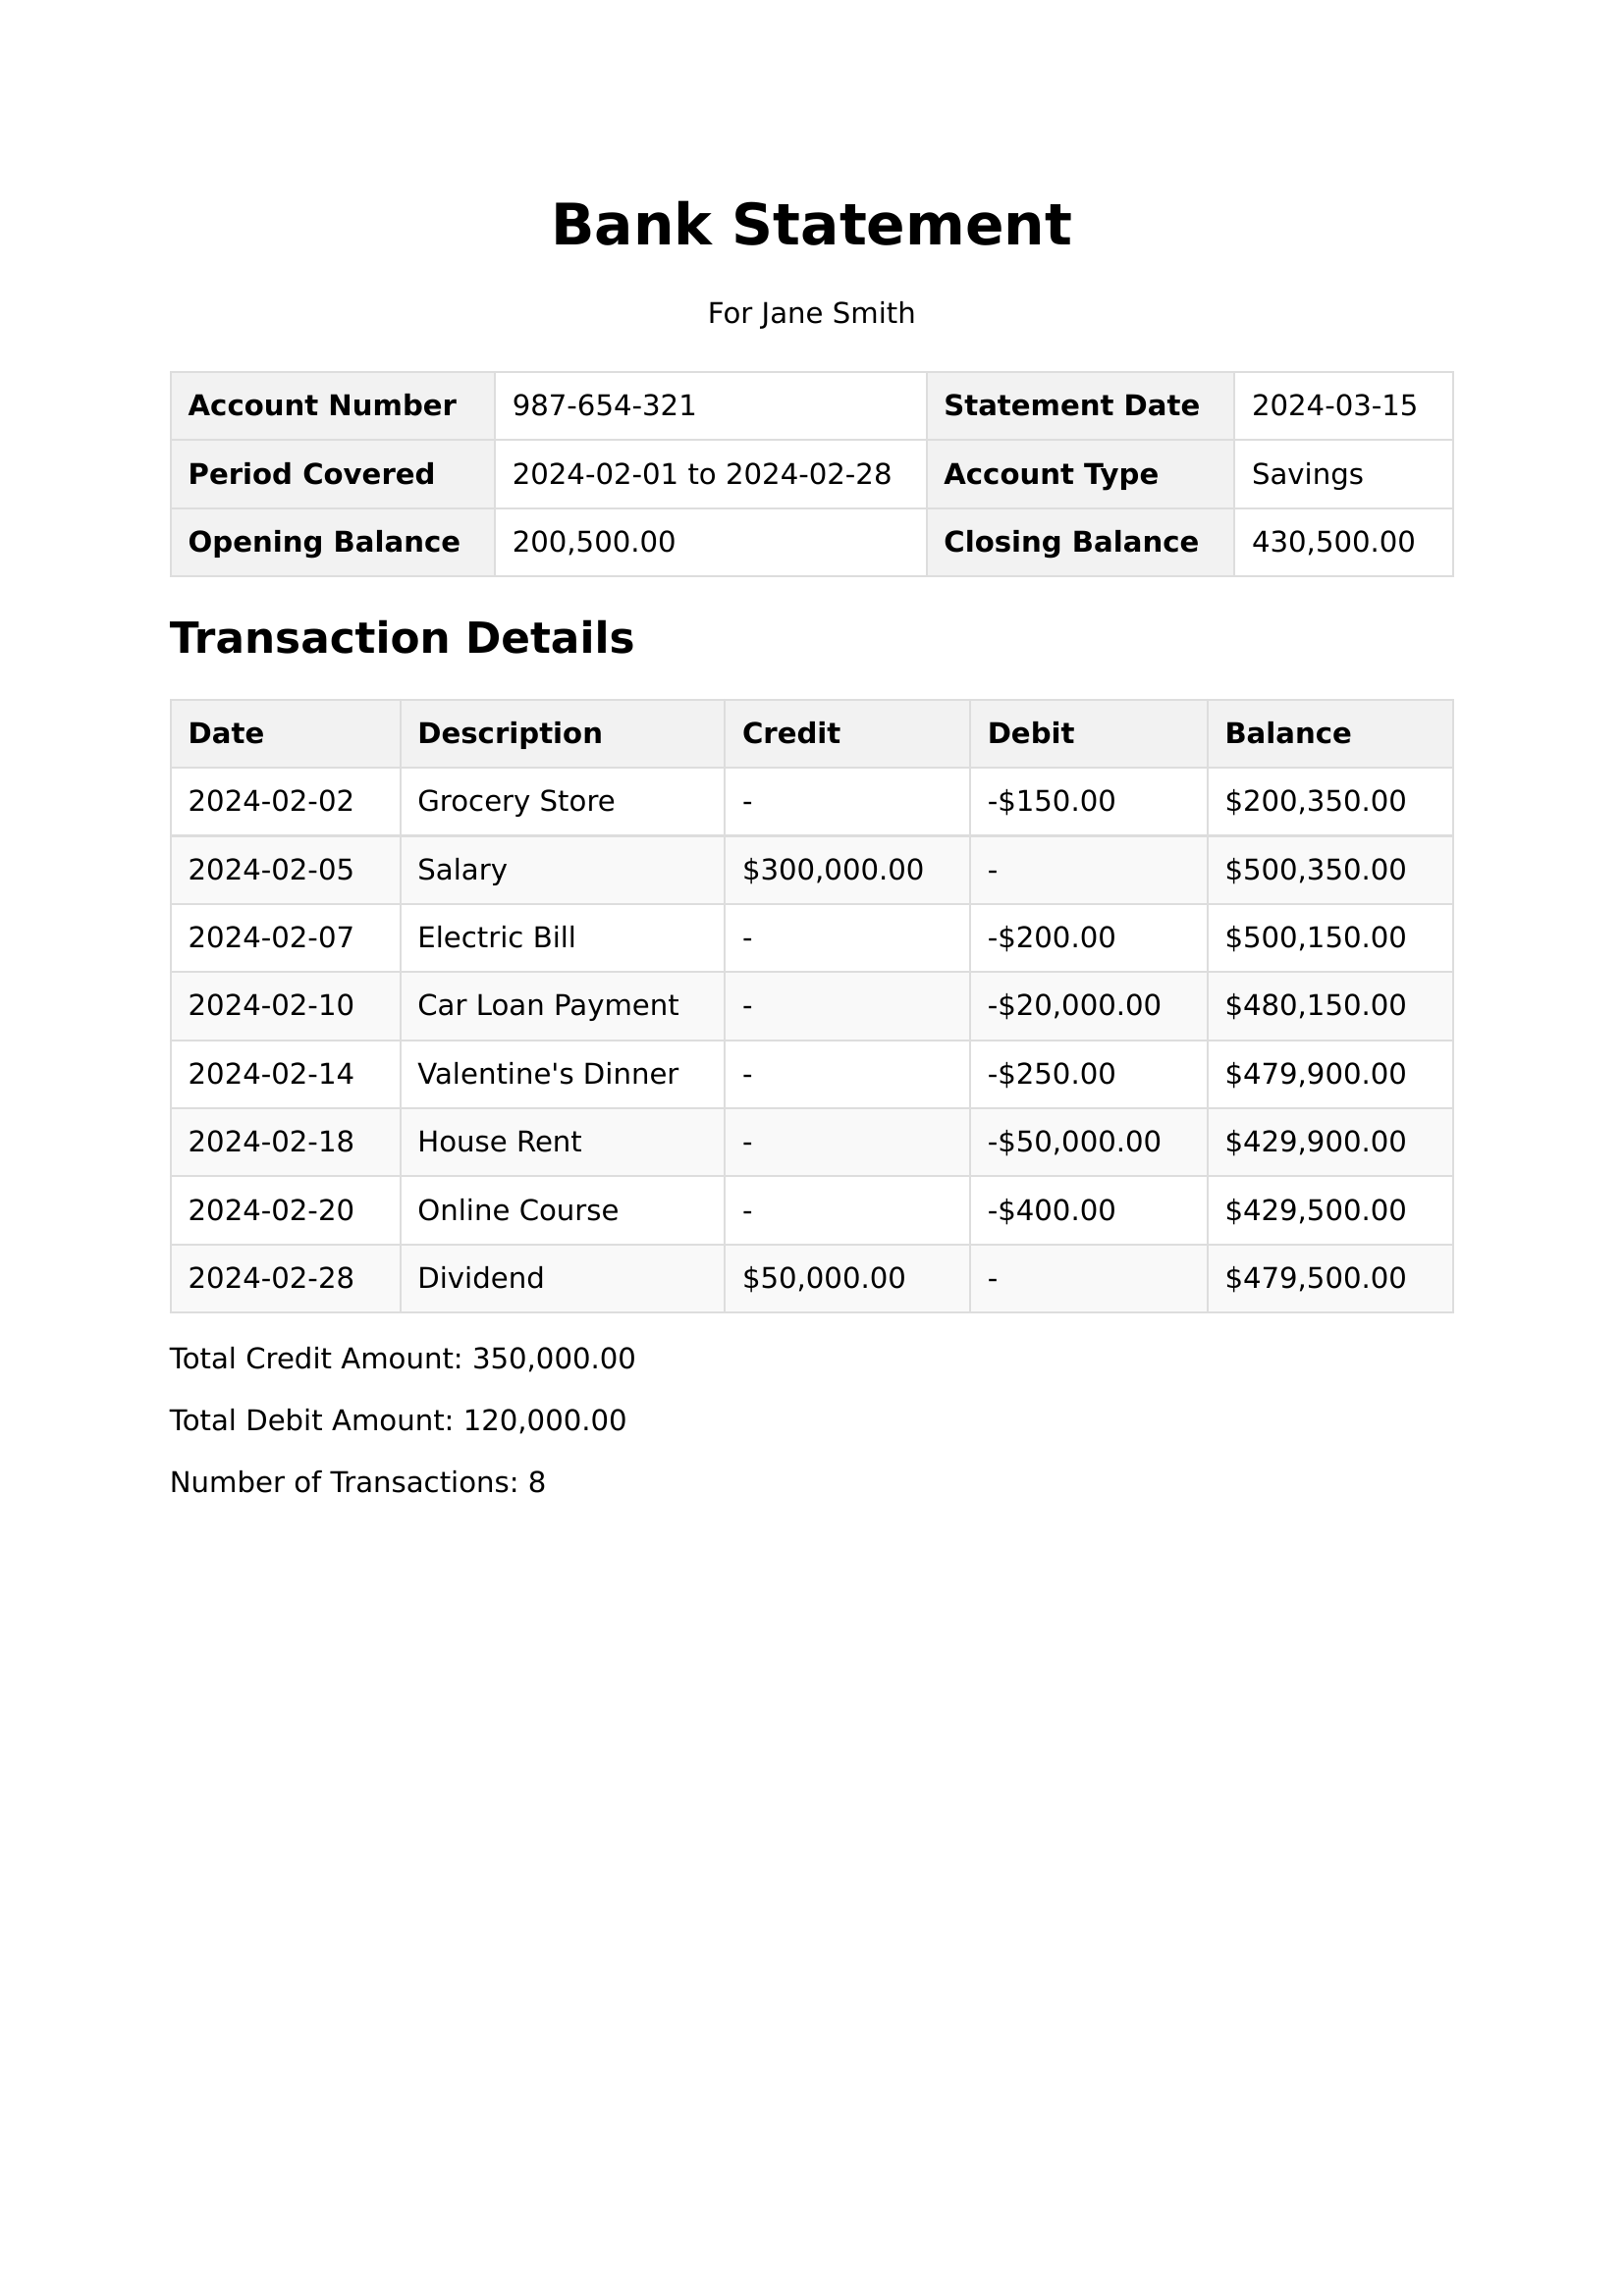 Bank Statement
For Jane Smith
Account Number 987-654-321 Statement Date 2024-03-15
Period Covered 2024-02-01 to 2024-02-28 Account Type Savings
Opening Balance 200,500.00 Closing Balance 430,500.00
Transaction Details
Date Description Credit Debit Balance
2024-02-02 Grocery Store - -$150.00 $200,350.00
2024-02-05 Salary $300,000.00 - $500,350.00
2024-02-07 Electric Bill - -$200.00 $500,150.00
2024-02-10 Car Loan Payment - -$20,000.00 $480,150.00
2024-02-14 Valentine's Dinner - -$250.00 $479,900.00
2024-02-18 House Rent - -$50,000.00 $429,900.00
2024-02-20 Online Course - -$400.00 $429,500.00
2024-02-28 Dividend $50,000.00 - $479,500.00
Total Credit Amount: 350,000.00
Total Debit Amount: 120,000.00
Number of Transactions: 8